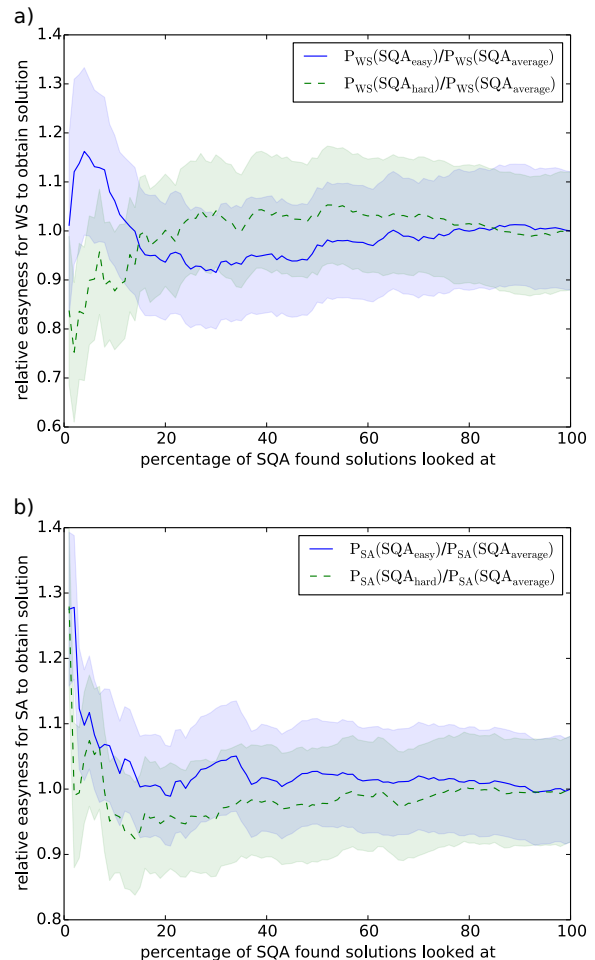 a)
1.4
1.3
1.2
1.1
1.0
0.9
0.8
0.7
0.6
relative easyness for WS to obtain solution
P_WS(SQA_easy)/P_WS(SQA_average)
P_WS(SQA_hard)/P_WS(SQA_average)
0 20 40 60 80 100
percentage of SQA found solutions looked at
b)
1.4
1.3
1.2
1.1
1.0
0.9
0.8
relative easyness for SA to obtain solution
P_SA(SQA_easy)/P_SA(SQA_average)
P_SA(SQA_hard)/P_SA(SQA_average)
0 20 40 60 80 100
percentage of SQA found solutions looked at